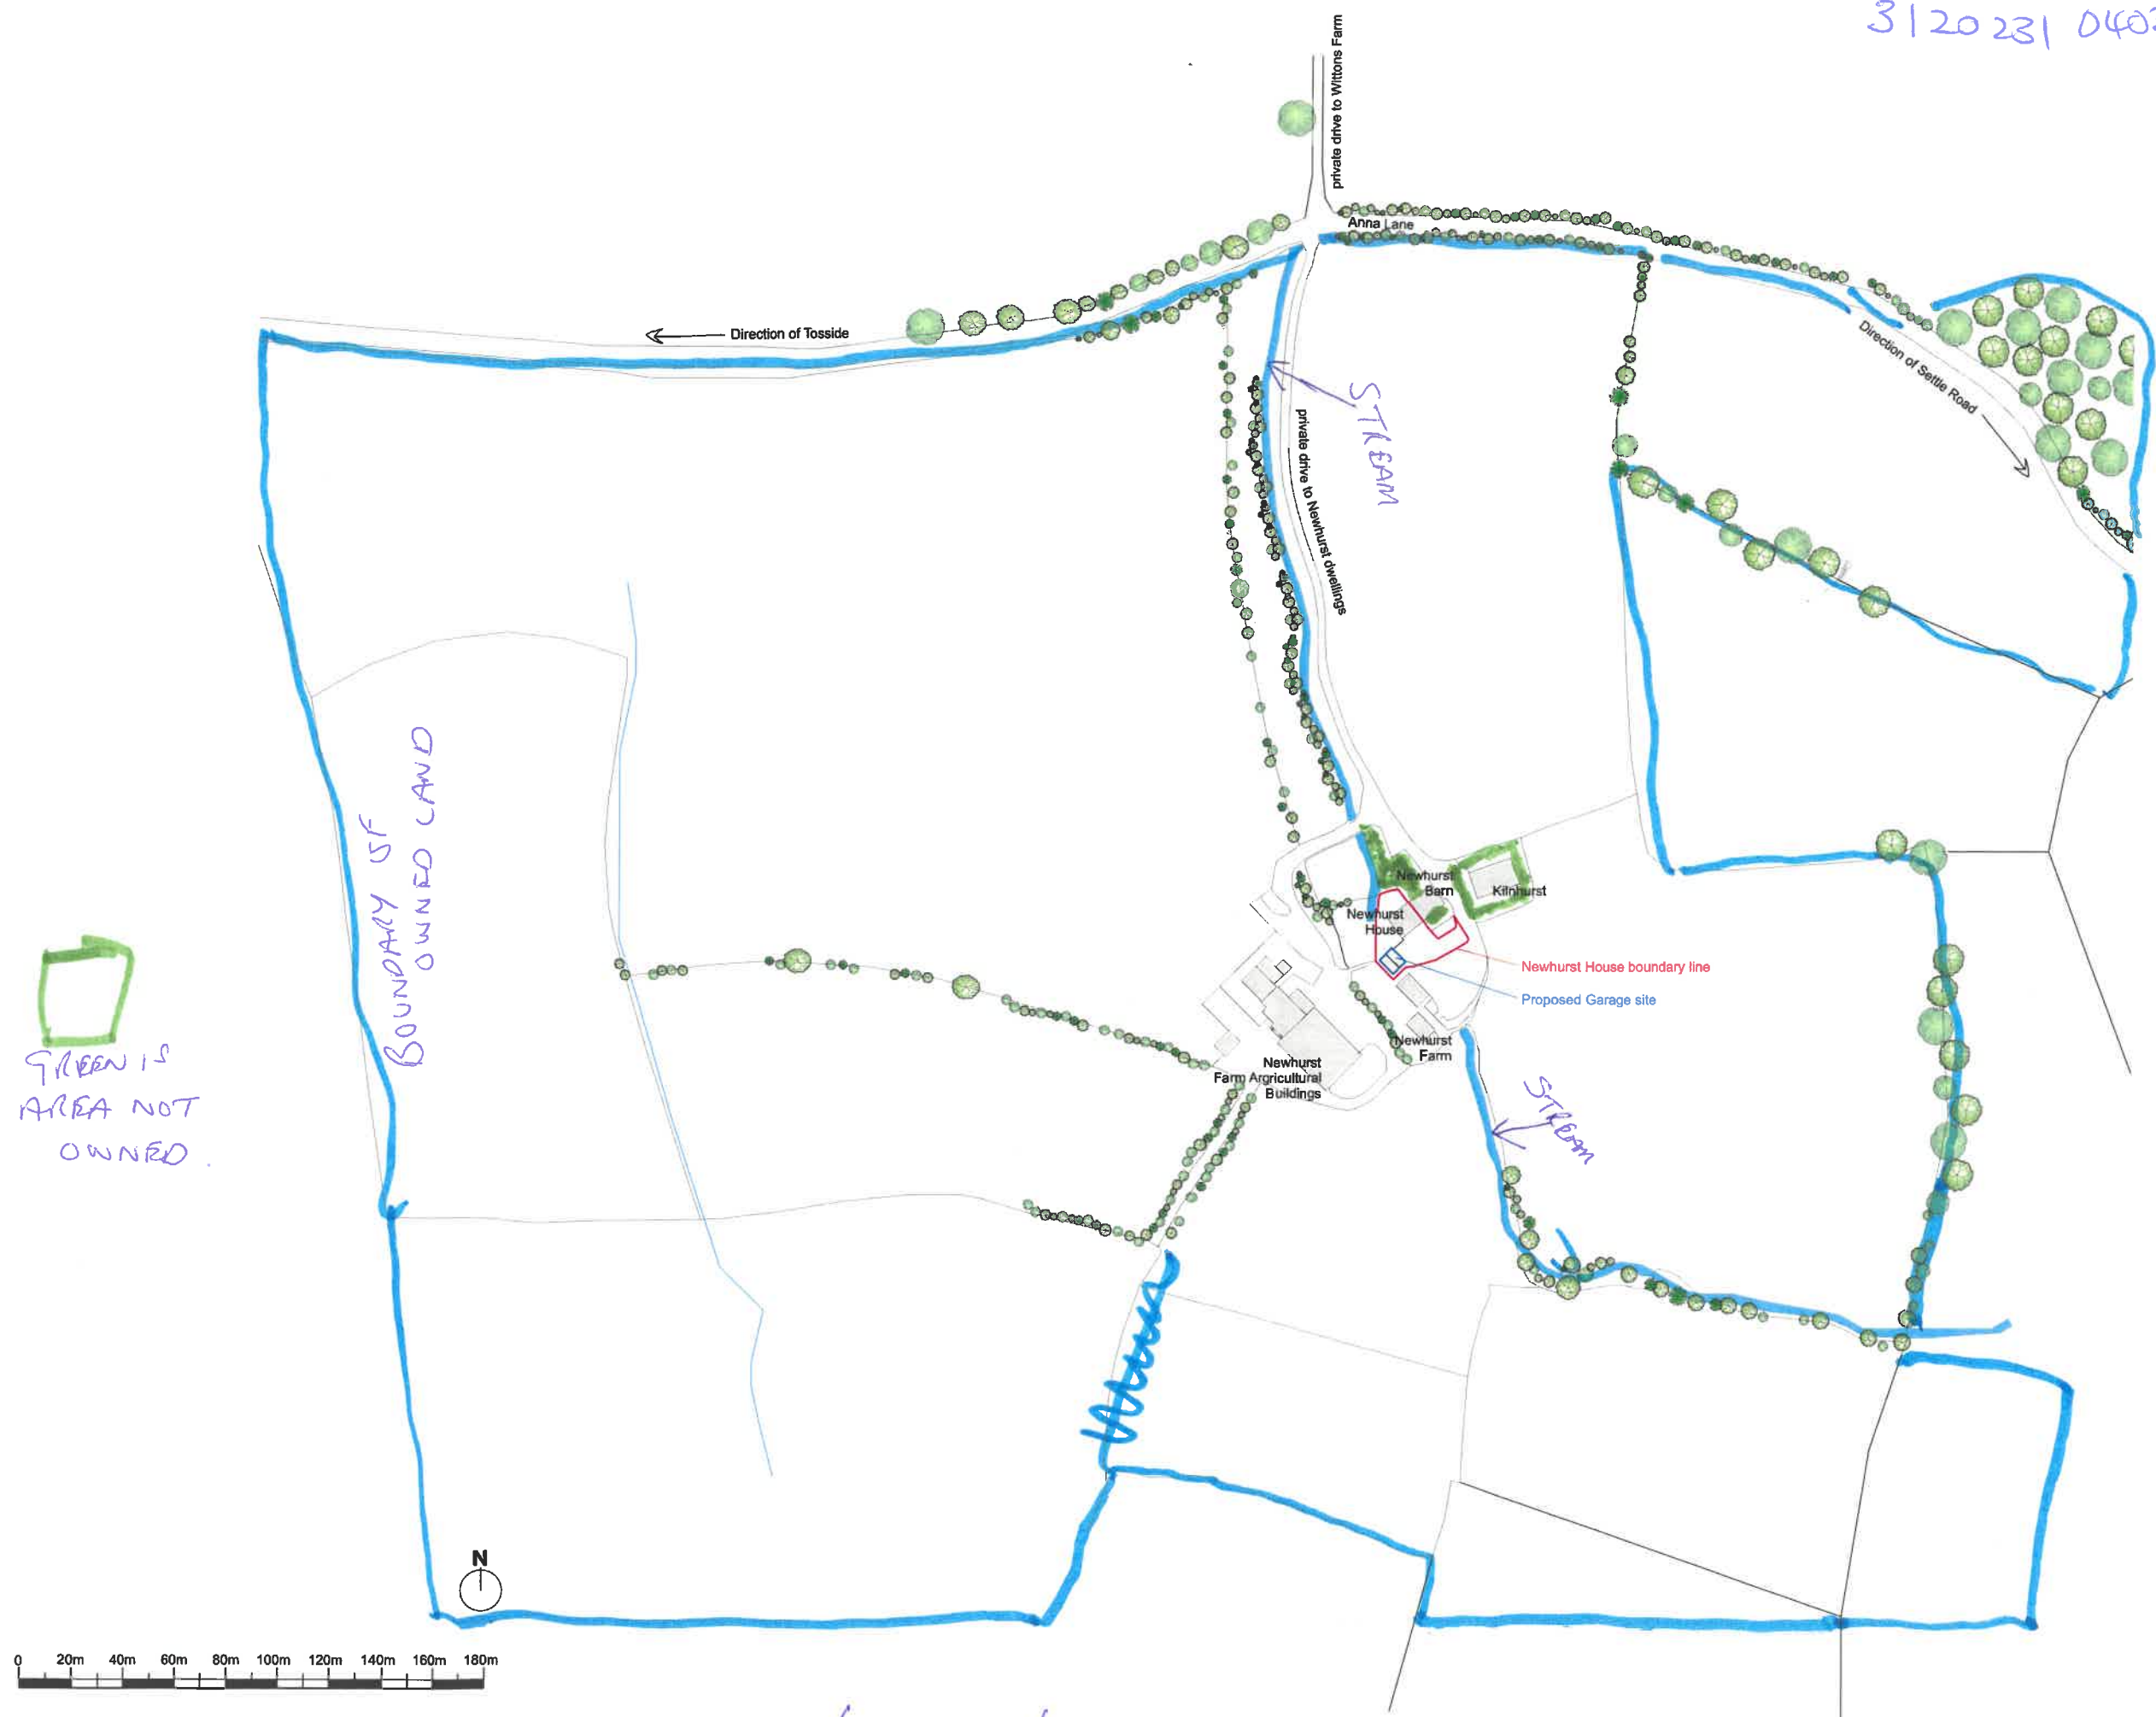 3/2023/040
private drive to Wittons Farm
Anna Lane
Direction of Tosside
Direction of Settle Road
STREAM
private drive to Newhurst dwellings
BOUNDARY OF
OWNED LAND
Newhurst
Barn
Kilnhurst
Newhurst
House
Newhurst House boundary line
Proposed Garage site
Newhurst
Farm
Newhurst
Farm Argricultural
Buildings
GREEN IS
AREA NOT
OWNED.
STREAM
N
0 20m 40m 60m 80m 100m 120m 140m 160m 180m